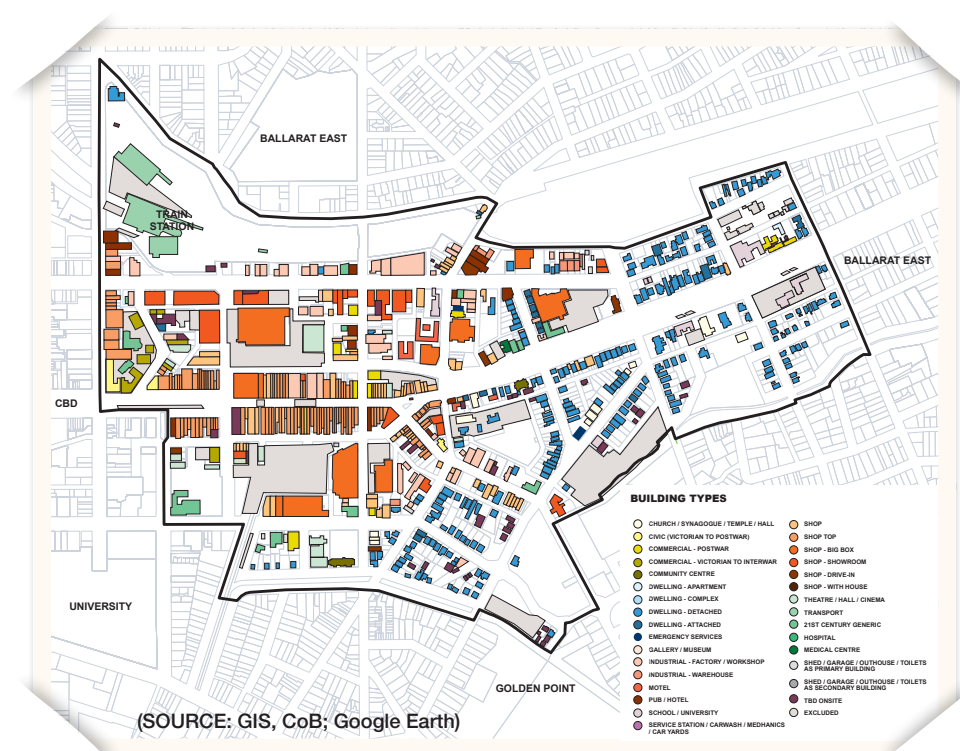 BALLARAT EAST
TRAIN
STATION
BALLARAT EAST
CBD
UNIVERSITY
GOLDEN POINT
(SOURCE: GIS, CoB; Google Earth)
BUILDING TYPES
CHURCH / SYNAGOGUE / TEMPLE / HALL
CIVIC (VICTORIAN TO POSTWAR)
COMMERCIAL - POSTWAR
COMMERCIAL - VICTORIAN TO INTERWAR
COMMUNITY CENTRE
DWELLING - APARTMENT
DWELLING - COMPLEX
DWELLING - DETACHED
DWELLING - ATTACHED
EMERGENCY SERVICES
GALLERY / MUSEUM
INDUSTRIAL - FACTORY / WORKSHOP
INDUSTRIAL - WAREHOUSE
MOTEL
PUB / HOTEL
SCHOOL / UNIVERSITY
SERVICE STATION / CARWASH / MEDHANICS
/ CAR YARDS
SHOP
SHOP TOP
SHOP - BIG BOX
SHOP - SHOWROOM
SHOP - DRIVE-IN
SHOP - WITH HOUSE
THEATRE / HALL / CINEMA
TRANSPORT
21ST CENTURY GENERIC
HOSPITAL
MEDICAL CENTRE
SHED / GARAGE / OUTHOUSE / TOILETS
AS PRIMARY BUILDING
SHED / GARAGE / OUTHOUSE / TOILETS
AS SECONDARY BUILDING
TBD ONSITE
EXCLUDED